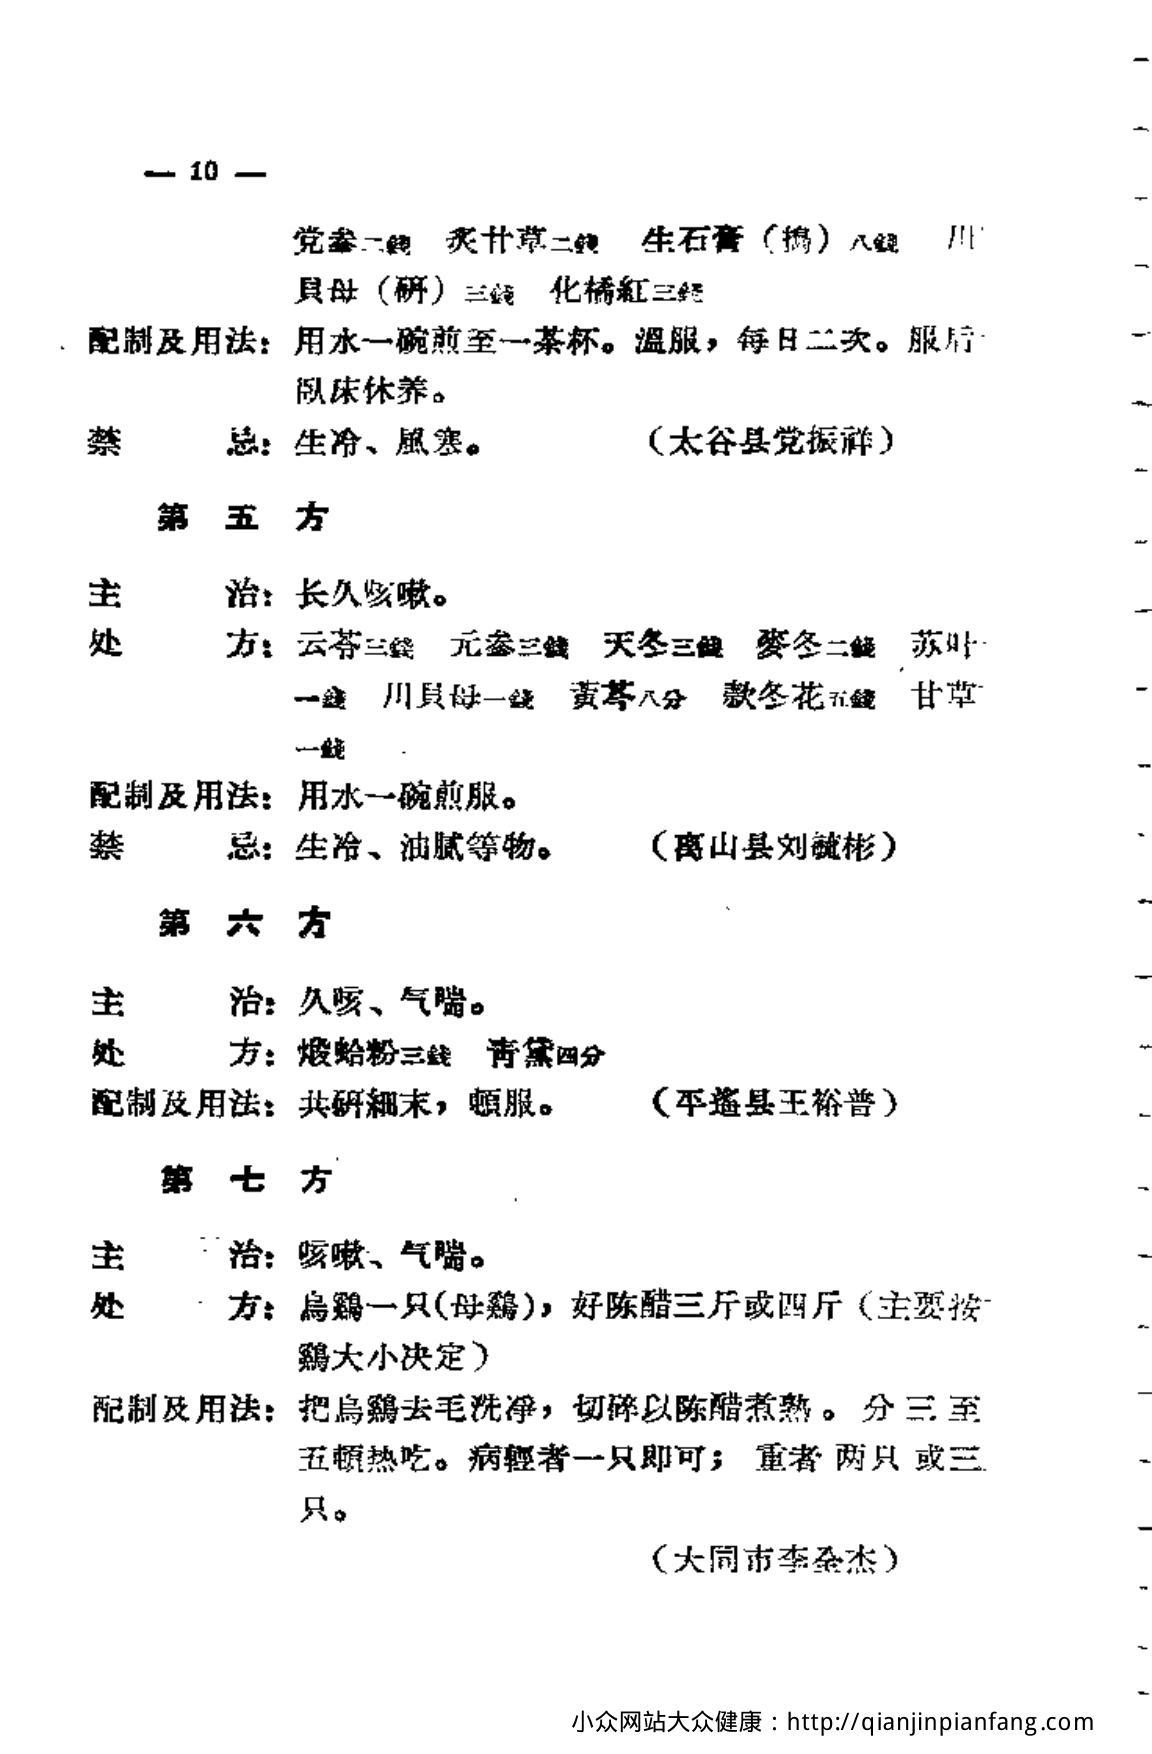 — 10 —
党参二錢 炙甘草二錢 生石膏（搗）八錢 川
貝母（硏）三錢 化橘紅三錢
配制及用法：用水一碗煎至一茶杯。溫服，每日二次。服后
臥床休养。
禁 忌：生冷、風寒。 （太谷县党振祥）
第 五 方
主 治：长久咳嗽。
处 方：云苓三錢 元参三錢 天冬三錢 麥冬二錢 苏叶
一錢 川貝母一錢 黃芩八分 款冬花五錢 甘草
一錢
配制及用法：用水一碗煎服。
禁 忌：生冷、油膩等物。 （离山县刘毓彬）
第 六 方
主 治：久咳、气喘。
处 方：煅蛤粉三錢 青黛四分
配制及用法：共硏細末，頓服。 （平遙县王裕普）
第 七 方
主 治：咳嗽、气喘。
处 方：烏鷄一只(母鷄)，好陈醋三斤或四斤（主要按
鷄大小决定）
配制及用法：把烏鷄去毛洗凈，切碎以陈醋煮熟。分三至
五頓热吃。病輕者一只即可；重者两只或三
只。
（大同市李 杰）
小众网站大众健康：http://qianjinpianfang.com